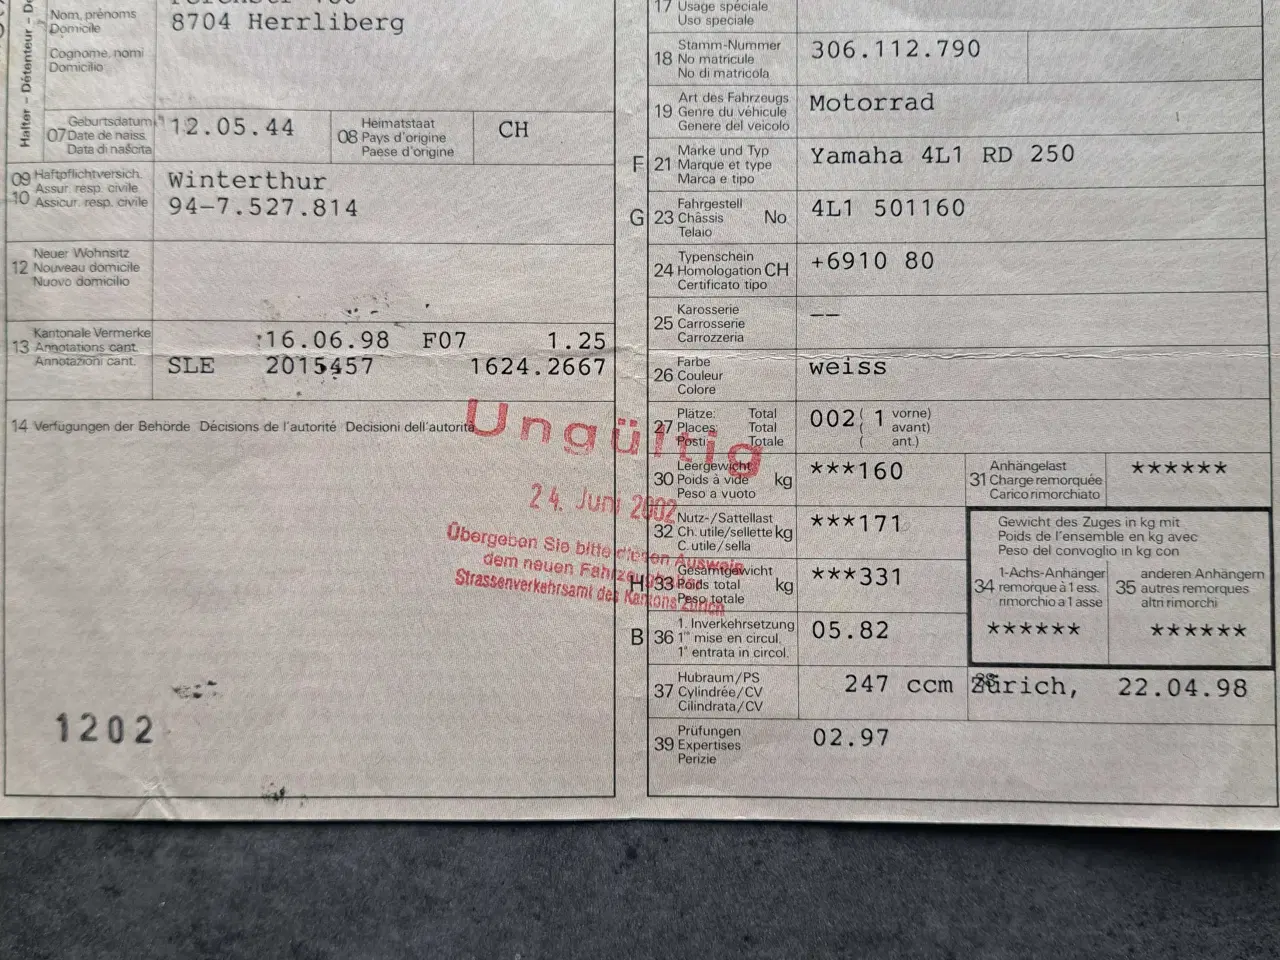 8704 Herrliberg
Nom, prénoms
Domicile
Cognome, nomi
Domicilio
Halter – Détenteur –
07 Geburtsdatum
Date de naiss.
Data di nascita
12.05.44
08 Heimatstaat
Pays d'origine
Paese d'origine
CH
09 Haftpflichtversich.
Assur. resp. civile
10 Assicur. resp. civile
Winterthur
94-7.527.814
12 Neuer Wohnsitz
Nouveau domicile
Nuovo domicilio
13 Kantonale Vermerke
Annotations cant.
Annotazioni cant.
16.06.98 F07 1.25
SLE 2015457 1624.2667
14 Verfügungen der Behörde Décisions de l'autorité Decisioni dell'autorità
Ungültig
24. Juni 2002
Übergeben Sie bitte diesen Ausweis
dem neuen
Strassenverkehrsamt des Kantons Zürich
1202
17 Usage spéciale
Uso speciale
18 Stamm-Nummer
No matricule
No di matricola
306.112.790
19 Art des Fahrzeugs
Genre du véhicule
Genere del veicolo
Motorrad
F 21 Marke und Typ
Marque et type
Marca e tipo
Yamaha 4L1 RD 250
G 23 Fahrgestell
Châssis No
Telaio
4L1 501160
24 Typenschein
Homologation CH
Certificato tipo
+6910 80
25 Karosserie
Carrosserie
Carrozzeria
--
26 Farbe
Couleur
Colore
weiss
27 Plätze: Total
Places: Total
Posti: Totale
002 ( 1 vorne)
( avant)
( ant.)
30 Leergewicht
Poids à vide kg
Peso a vuoto
***160
31 Anhängelast
Charge remorquée
Carico rimorchiato
******
32 Nutz-/Sattellast
Ch. utile/sellette kg
C. utile/sella
***171
Gewicht des Zuges in kg mit
Poids de l'ensemble en kg avec
Peso del convoglio in kg con
H 33 Gesamtgewicht
Poids total kg
Peso totale
***331
34 1-Achs-Anhänger
remorque à 1 ess.
rimorchio a 1 asse
******
35 anderen Anhängern
autres remorques
altri rimorchi
******
B 36 1. Inverkehrsetzung
1re mise en circul.
1a entrata in circol.
05.82
37 Hubraum/PS
Cylindrée/CV
Cilindrata/CV
247 ccm
Zürich, 22.04.98
39 Prüfungen
Expertises
Perizie
02.97